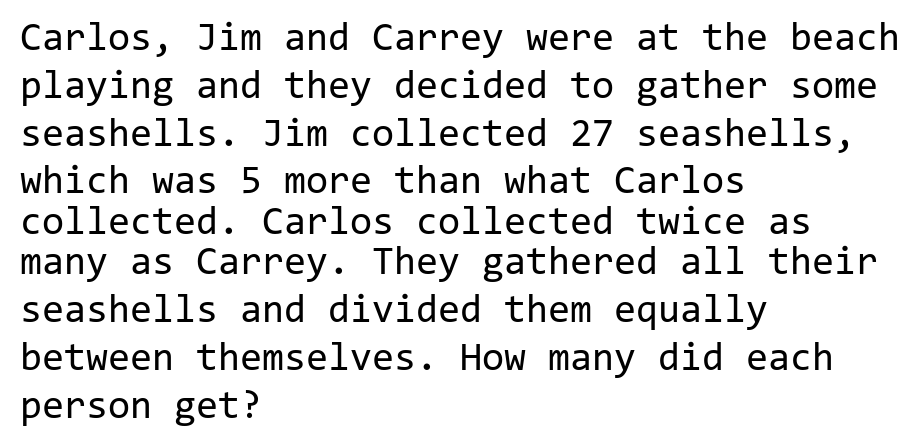 Carlos, Jim and Carrey were at the beach
playing and they decided to gather some
seashells. Jim collected 27 seashells,
which was 5 more than what Carlos
collected. Carlos collected twice as
many as Carrey. They gathered all their
seashells and divided them equally
between themselves. How many did each
person get?